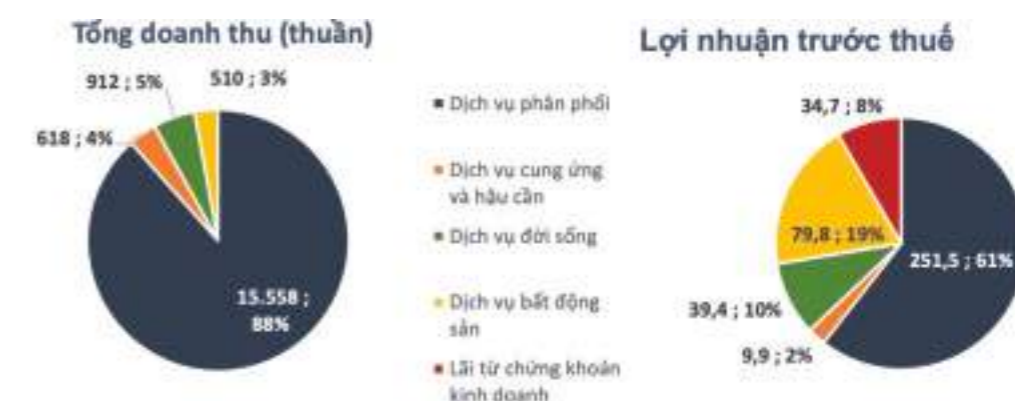 Tổng doanh thu (thuần)
912 ; 5%
510 ; 3%
618 ; 4%
15.558 ;
88%
Dịch vụ phân phối
Dịch vụ cung ứng
và hậu cần
Dịch vụ đời sống
Dịch vụ bất động
sản
Lãi từ chứng khoán
kinh doanh
Lợi nhuận trước thuế
34,7 ; 8%
79,8 ; 19%
251,5 ; 61%
39,4 ; 10%
9,9 ; 2%